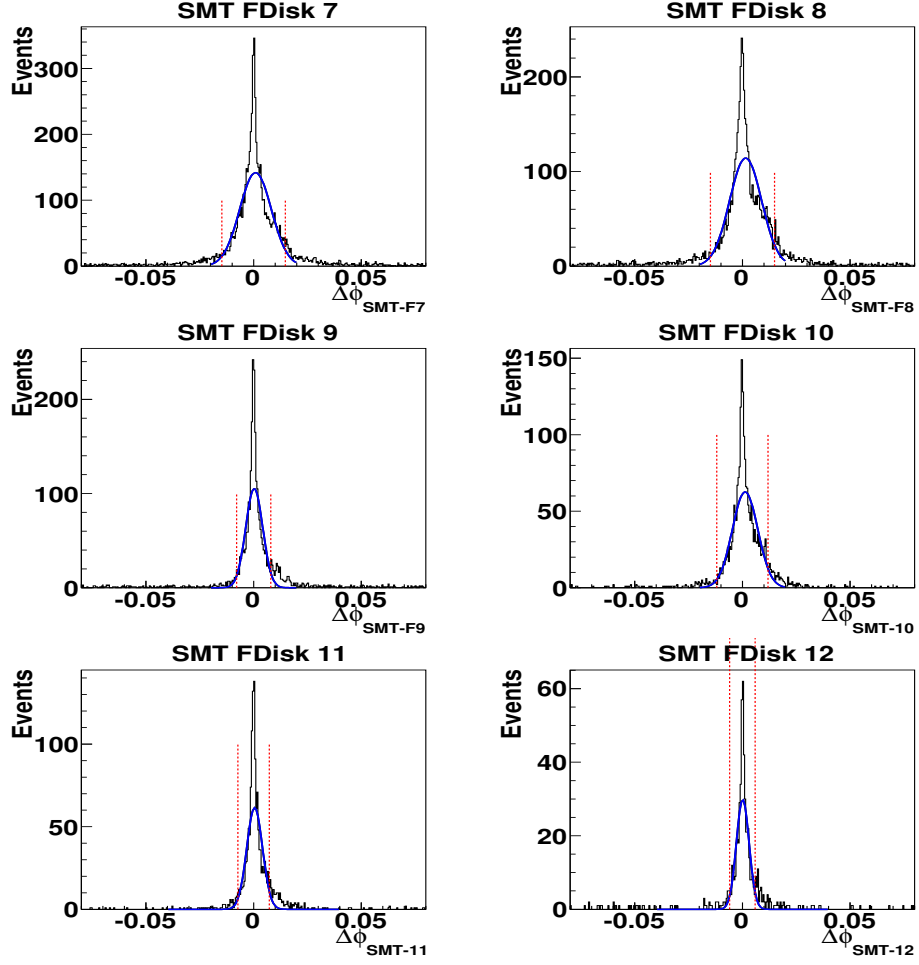 SMT FDisk 7
Events
300
200
100
0
-0.05 0 0.05
Δϕ SMT-F7
SMT FDisk 8
Events
200
100
0
-0.05 0 0.05
Δϕ SMT-F8
SMT FDisk 9
Events
200
100
0
-0.05 0 0.05
Δϕ SMT-F9
SMT FDisk 10
Events
150
100
50
0
-0.05 0 0.05
Δϕ SMT-10
SMT FDisk 11
Events
100
50
0
-0.05 0 0.05
Δϕ SMT-11
SMT FDisk 12
Events
60
40
20
0
-0.05 0 0.05
Δϕ SMT-12